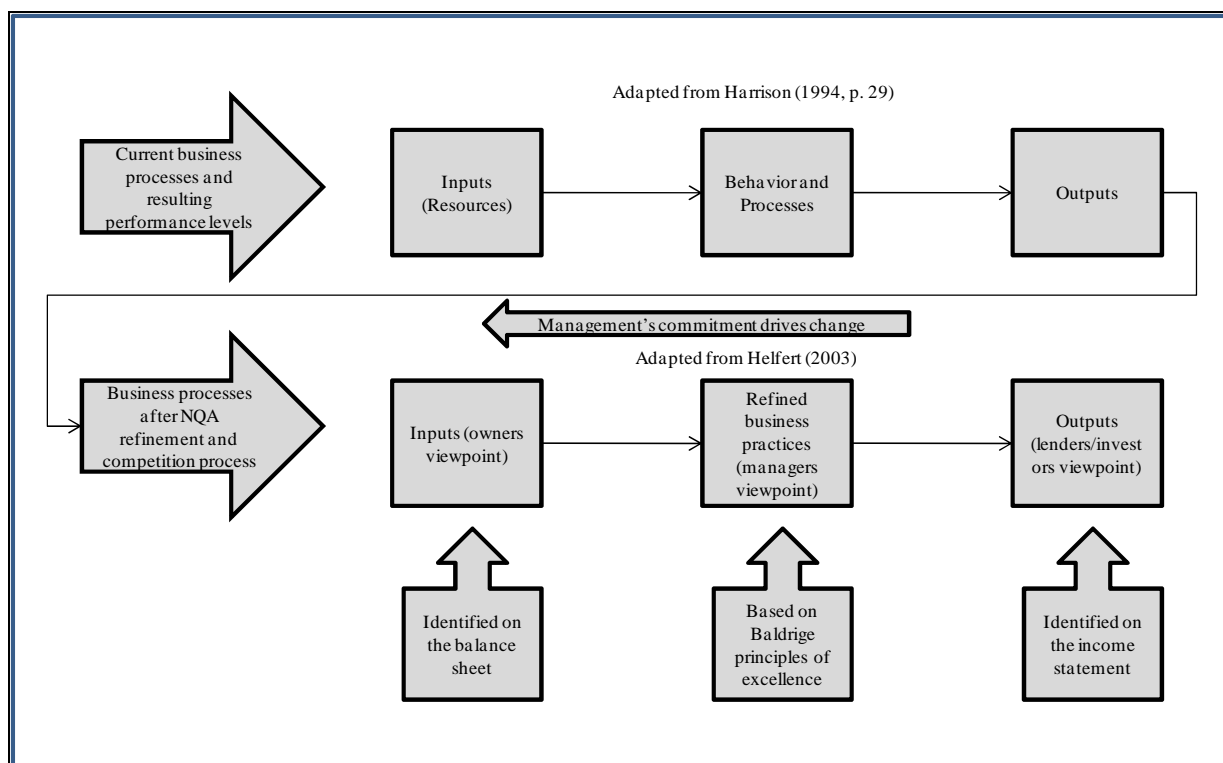 Adapted from Harrison (1994, p. 29)
Current business
processes and
resulting
performance levels
Inputs
(Resources)
Behavior and
Processes
Outputs
Management's commitment drives change
Adapted from Helfert (2003)
Business processes
after NQA
refinement and
competition process
Inputs (owners
viewpoint)
Refined
business
practices
(managers
viewpoint)
Outputs
(lenders/invest
ors viewpoint)
Identified on
the balance
sheet
Based on
Baldrige
principles of
excellence
Identified on
the income
statement